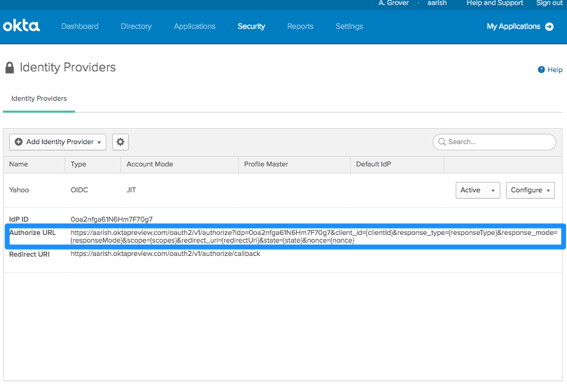 A. Grover · aarish Help and Support Sign out
okta Dashboard Directory Applications Security Reports Settings My Applications
Identity Providers
Help
Identity Providers
Add Identity Provider Search...
Name Type Account Mode Profile Master Default IdP
Yahoo OIDC JIT Active Configure
IdP ID 0oa2nfga61N6Hm7F70g7
Authorize URL https://aarish.oktapreview.com/oauth2/v1/authorize?idp=0oa2nfga61N6Hm7F70g7&client_id={clientId}&response_type={responseType}&response_mode=
{responseMode}&scope={scopes}&redirect_uri={redirectUri}&state={state}&nonce={nonce}
Redirect URI https://aarish.oktapreview.com/oauth2/v1/authorize/callback